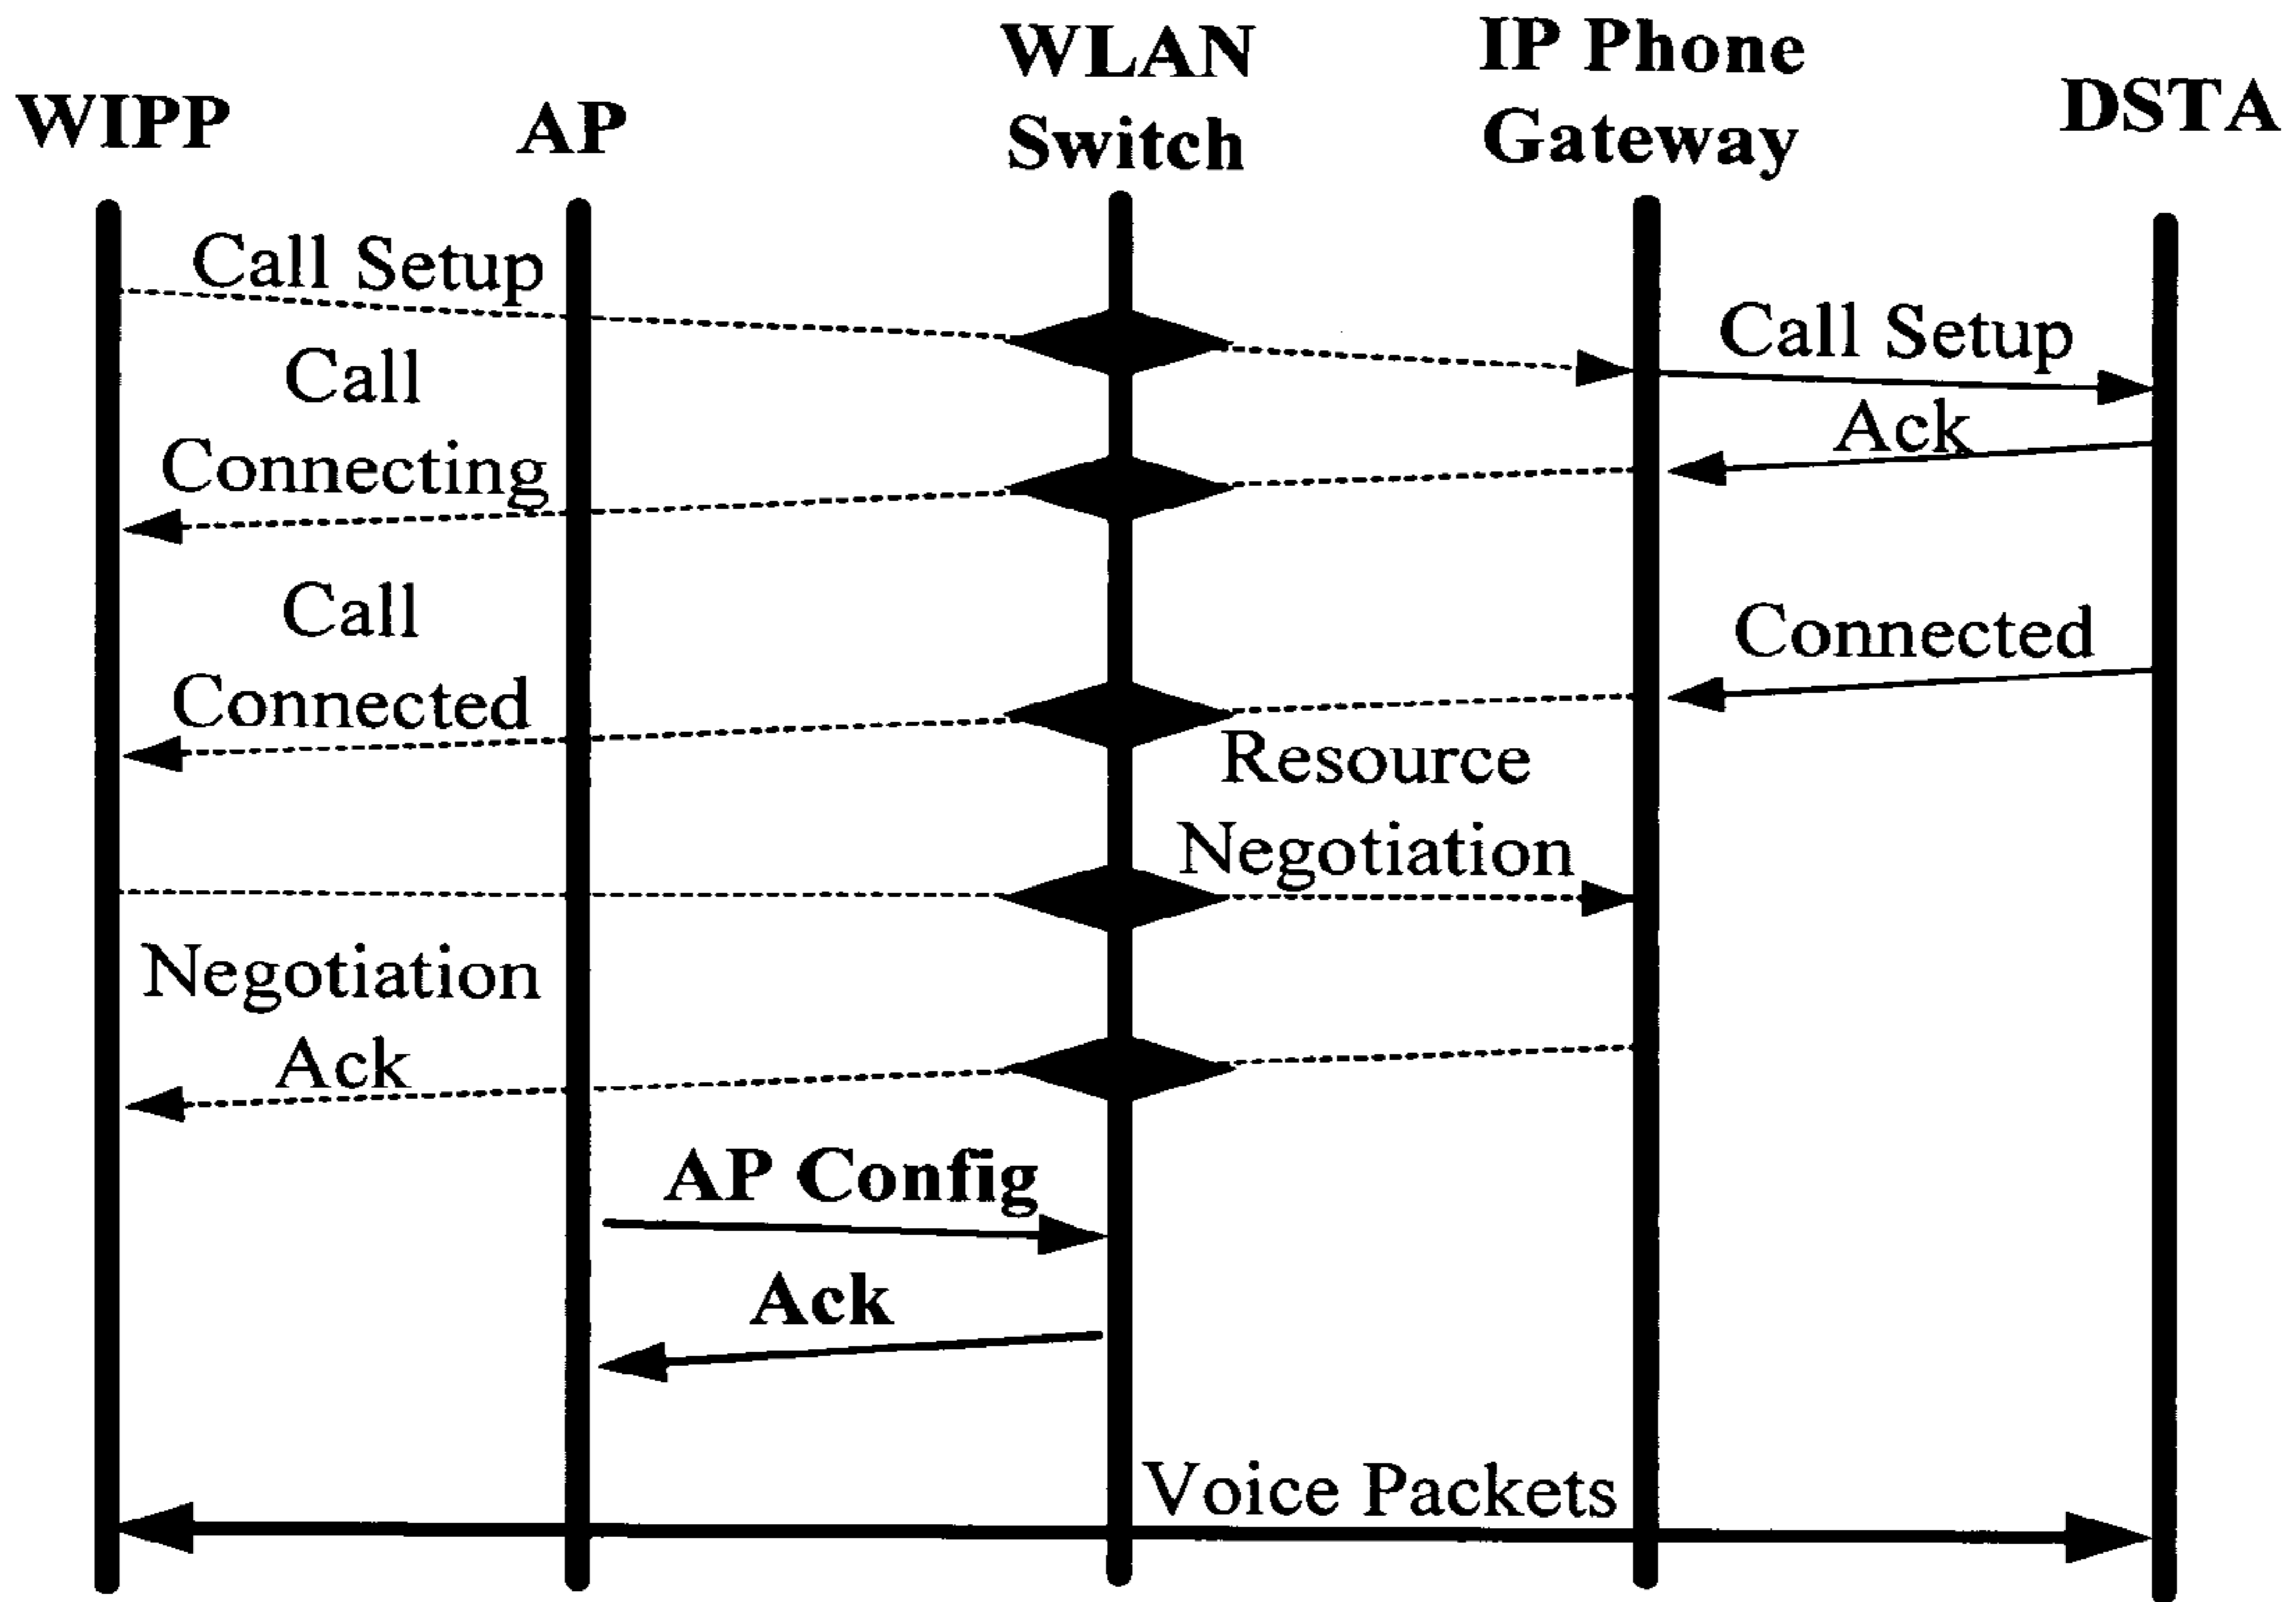 WIPP
AP
WLAN
Switch
IP Phone
Gateway
DSTA
Call Setup
Call Setup
Call
Connecting
Ack
Call
Connected
Connected
Resource
Negotiation
Negotiation
Ack
AP Config
Ack
Voice Packets